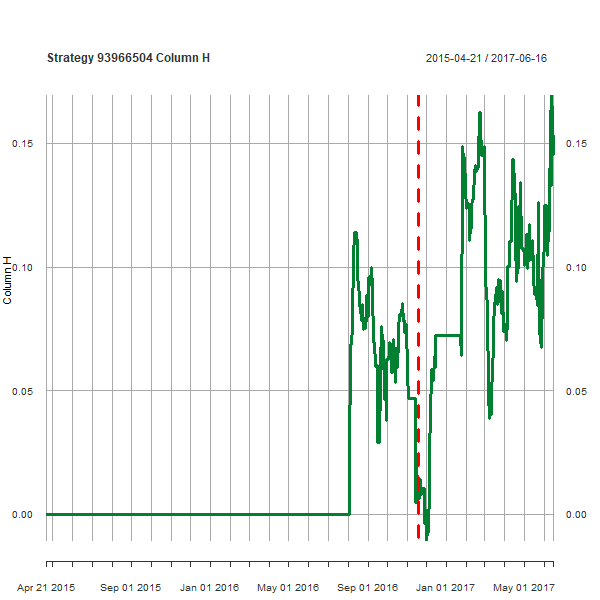 Strategy 93966504 Column H
2015-04-21 / 2017-06-16
0.15
0.15
0.10
0.10
Column H
0.05
0.05
0.00
0.00
Apr 21 2015
Sep 01 2015
Jan 01 2016
May 01 2016
Sep 01 2016
Jan 01 2017
May 01 2017